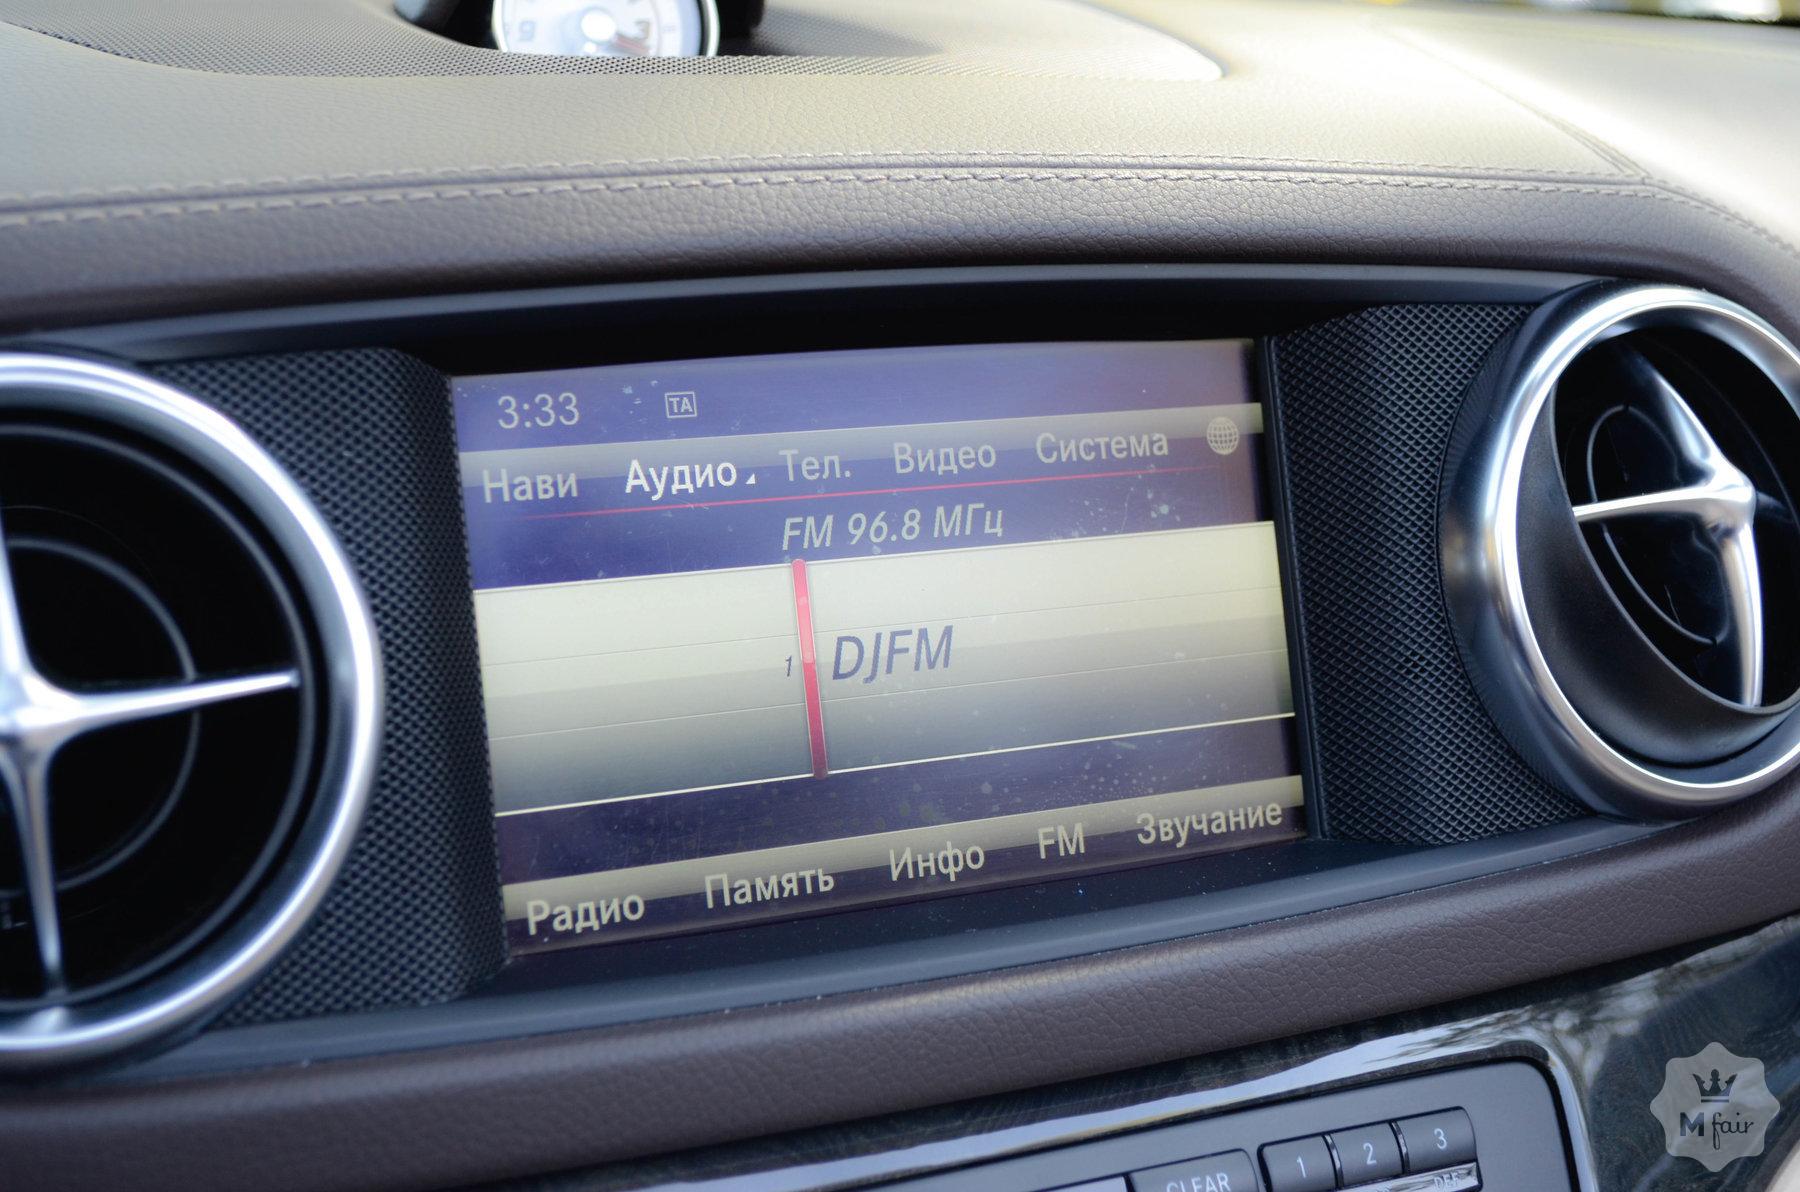 3:33 TA
Нави Аудио Тел. Видео Система
FM 96.8 МГц
1 DJFM
Радио Память Инфо FM Звучание
CLEAR 1 2 3
DEF
M fair